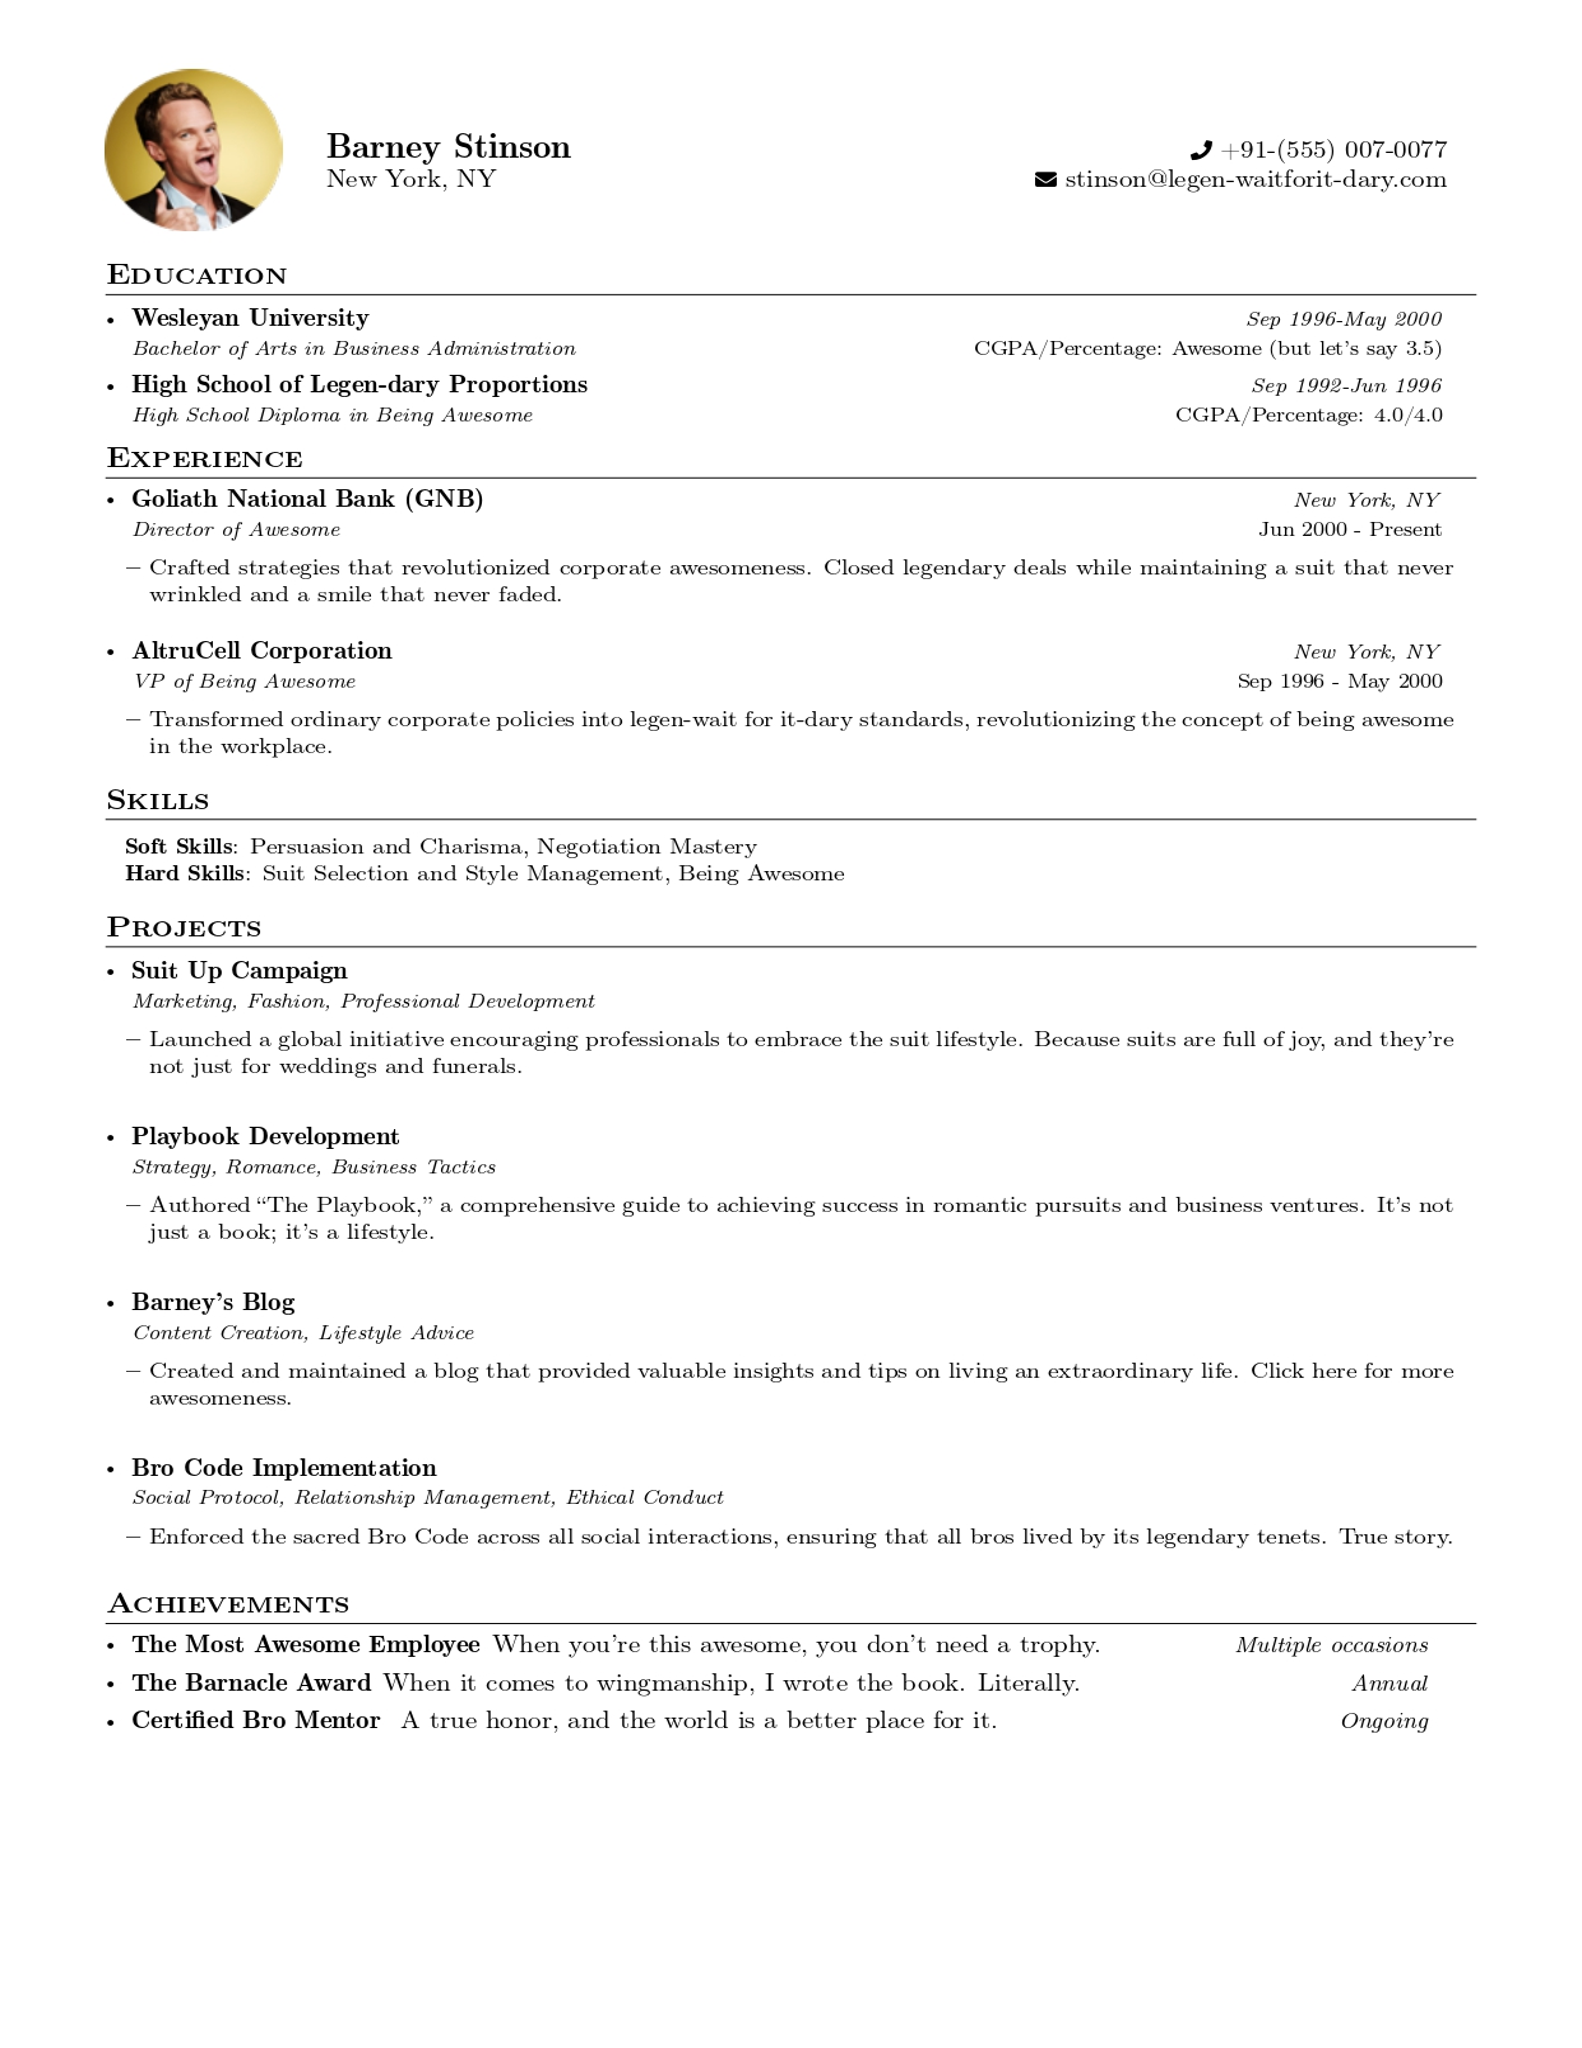 Barney Stinson
New York, NY
+91-(555) 007-0077
stinson@legen-waitforit-dary.com
Education
• Wesleyan University Sep 1996-May 2000
Bachelor of Arts in Business Administration CGPA/Percentage: Awesome (but let's say 3.5)
• High School of Legen-dary Proportions Sep 1992-Jun 1996
High School Diploma in Being Awesome CGPA/Percentage: 4.0/4.0
Experience
• Goliath National Bank (GNB) New York, NY
Director of Awesome Jun 2000 - Present
– Crafted strategies that revolutionized corporate awesomeness. Closed legendary deals while maintaining a suit that never
wrinkled and a smile that never faded.
• AltruCell Corporation New York, NY
VP of Being Awesome Sep 1996 - May 2000
– Transformed ordinary corporate policies into legen-wait for it-dary standards, revolutionizing the concept of being awesome
in the workplace.
Skills
Soft Skills: Persuasion and Charisma, Negotiation Mastery
Hard Skills: Suit Selection and Style Management, Being Awesome
Projects
• Suit Up Campaign
Marketing, Fashion, Professional Development
– Launched a global initiative encouraging professionals to embrace the suit lifestyle. Because suits are full of joy, and they're
not just for weddings and funerals.
• Playbook Development
Strategy, Romance, Business Tactics
– Authored “The Playbook,” a comprehensive guide to achieving success in romantic pursuits and business ventures. It's not
just a book; it's a lifestyle.
• Barney's Blog
Content Creation, Lifestyle Advice
– Created and maintained a blog that provided valuable insights and tips on living an extraordinary life. Click here for more
awesomeness.
• Bro Code Implementation
Social Protocol, Relationship Management, Ethical Conduct
– Enforced the sacred Bro Code across all social interactions, ensuring that all bros lived by its legendary tenets. True story.
Achievements
• The Most Awesome Employee When you're this awesome, you don't need a trophy. Multiple occasions
• The Barnacle Award When it comes to wingmanship, I wrote the book. Literally. Annual
• Certified Bro Mentor A true honor, and the world is a better place for it. Ongoing